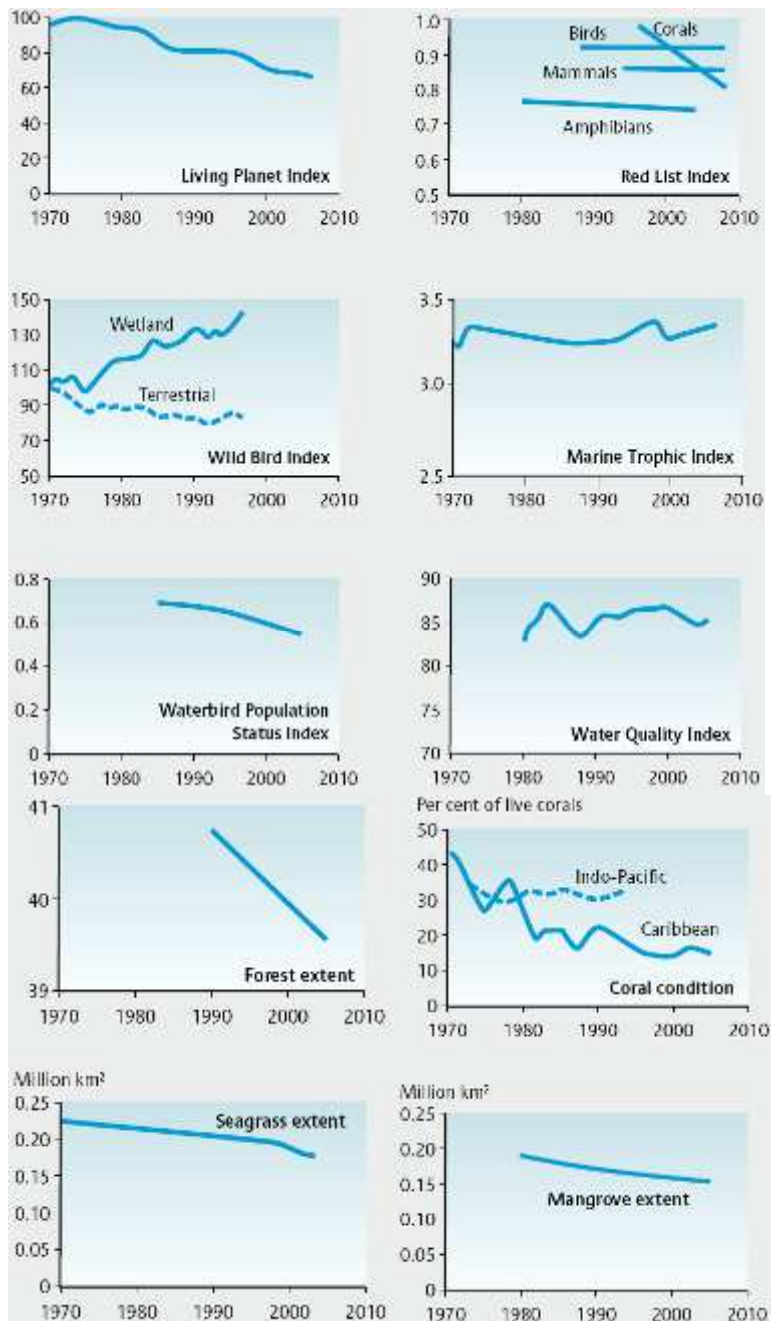 100
80
60
40
20
0
Living Planet Index
1970 1980 1990 2000 2010
1.0
0.9
0.8
0.7
0.6
0.5
Birds Corals
Mammals
Amphibians
Red List Index
1970 1980 1990 2000 2010
150
130
110
90
70
50
Wetland
Terrestrial
Wild Bird Index
1970 1980 1990 2000 2010
3.5
3.0
2.5
Marine Trophic Index
1970 1980 1990 2000 2010
0.8
0.6
0.4
0.2
0
Waterbird Population
Status Index
1970 1980 1990 2000 2010
90
85
80
75
70
Water Quality Index
1970 1980 1990 2000 2010
41
40
39
Forest extent
1970 1980 1990 2000 2010
Per cent of live corals
50
40
30
20
10
0
Indo-Pacific
Caribbean
Coral condition
1970 1980 1990 2000 2010
Million km²
0.25
0.20
0.15
0.10
0.05
0
Seagrass extent
1970 1980 1990 2000 2010
Million km²
0.25
0.20
0.15
0.10
0.05
0
Mangrove extent
1970 1980 1990 2000 2010